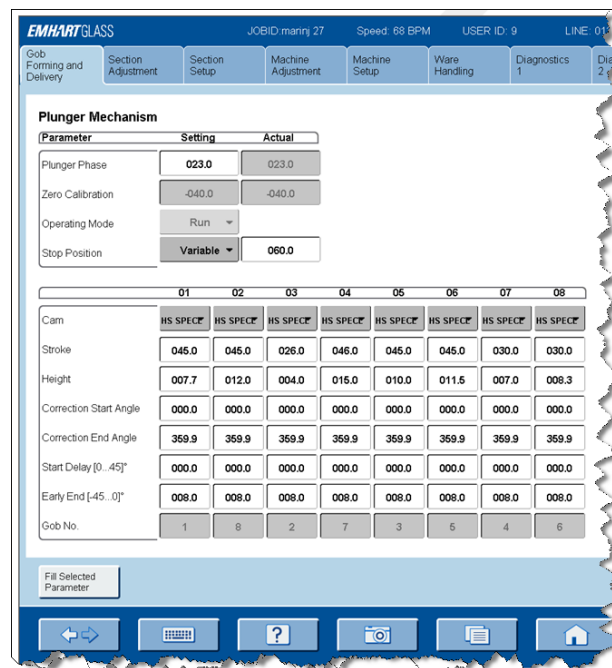 EMHART GLASS JOBID:marinj 27 Speed: 68 BPM USER ID: 9 LINE: 01
Gob Forming and Delivery
Section Adjustment
Section Setup
Machine Adjustment
Machine Setup
Ware Handling
Diagnostics 1
Dia 2
Plunger Mechanism
Parameter Setting Actual
Plunger Phase 023.0 023.0
Zero Calibration -040.0 -040.0
Operating Mode Run
Stop Position Variable 060.0
01 02 03 04 05 06 07 08
Cam HS SPEC HS SPEC HS SPEC HS SPEC HS SPEC HS SPEC HS SPEC HS SPEC
Stroke 045.0 045.0 026.0 046.0 045.0 045.0 030.0 030.0
Height 007.7 012.0 004.0 015.0 010.0 011.5 007.0 008.3
Correction Start Angle 000.0 000.0 000.0 000.0 000.0 000.0 000.0 000.0
Correction End Angle 359.9 359.9 359.9 359.9 359.9 359.9 359.9 359.9
Start Delay [0...45]° 000.0 000.0 000.0 000.0 000.0 000.0 000.0 000.0
Early End [-45...0]° 008.0 008.0 008.0 008.0 008.0 008.0 008.0 008.0
Gob No. 1 8 2 7 3 5 4 6
Fill Selected
Parameter
?